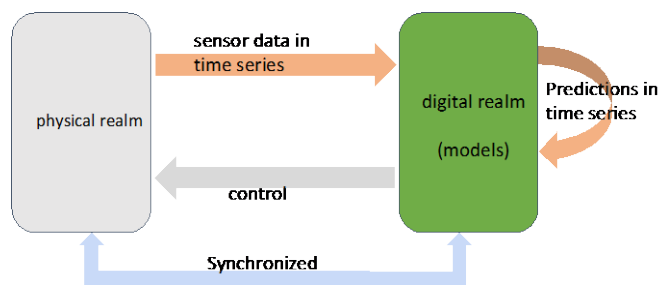 sensor data in
time series
physical realm
digital realm
(models)
Predictions in
time series
control
Synchronized